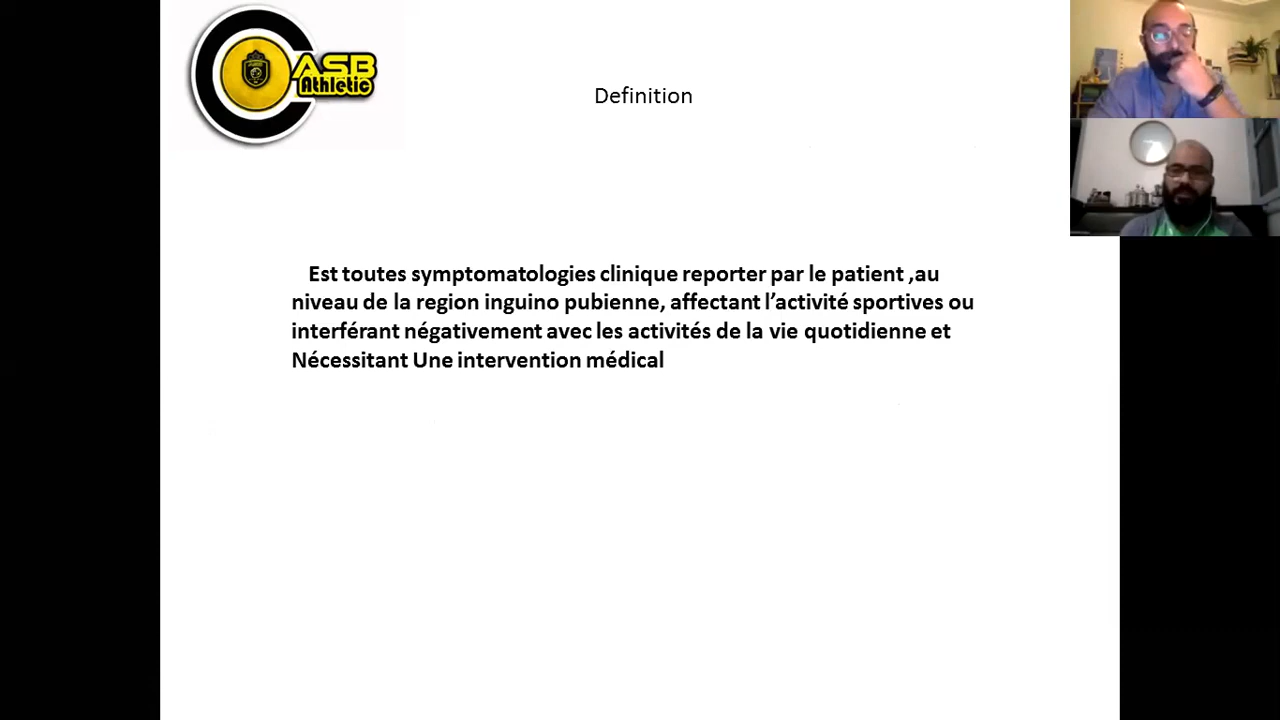 ASB
Athletic
Definition
Est toutes symptomatologies clinique reporter par le patient ,au
niveau de la region inguino pubienne, affectant l’activité sportives ou
interférant négativement avec les activités de la vie quotidienne et
Nécessitant Une intervention médical